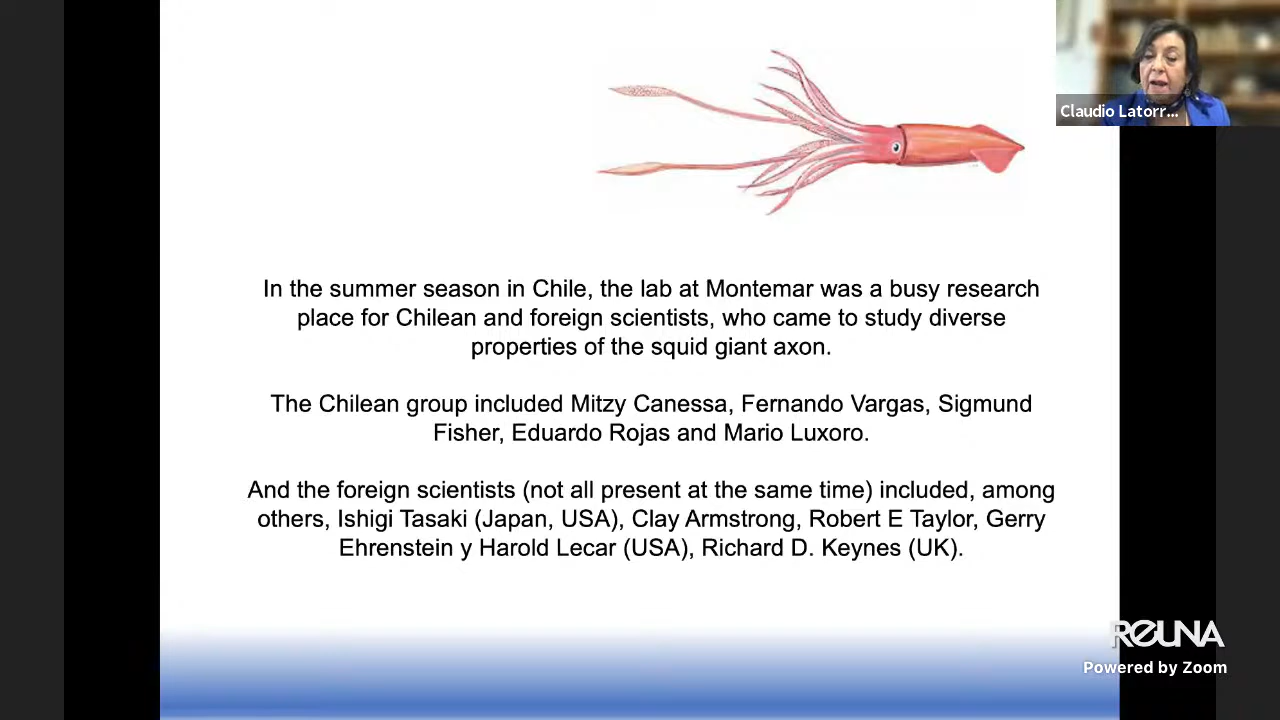 Claudio Latorr...
In the summer season in Chile, the lab at Montemar was a busy research
place for Chilean and foreign scientists, who came to study diverse
properties of the squid giant axon.
The Chilean group included Mitzy Canessa, Fernando Vargas, Sigmund
Fisher, Eduardo Rojas and Mario Luxoro.
And the foreign scientists (not all present at the same time) included, among
others, Ishigi Tasaki (Japan, USA), Clay Armstrong, Robert E Taylor, Gerry
Ehrenstein y Harold Lecar (USA), Richard D. Keynes (UK).
REUNA
Powered by Zoom